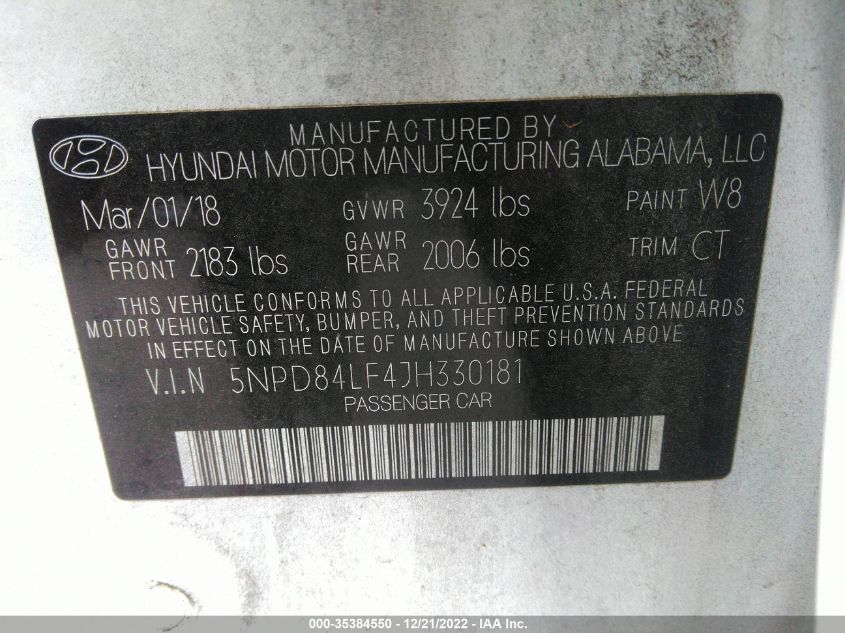 MANUFACTURED BY
HYUNDAI MOTOR MANUFACTURING ALABAMA, LLC
Mar/01/18 GVWR 3924 lbs PAINT W8
GAWR FRONT 2183 lbs GAWR REAR 2006 lbs TRIM CT
THIS VEHICLE CONFORMS TO ALL APPLICABLE U.S.A. FEDERAL
MOTOR VEHICLE SAFETY, BUMPER, AND THEFT PREVENTION STANDARDS
IN EFFECT ON THE DATE OF MANUFACTURE SHOWN ABOVE
V.I.N 5NPD84LF4JH330181
PASSENGER CAR
000-35384550 - 12/21/2022 - IAA Inc.